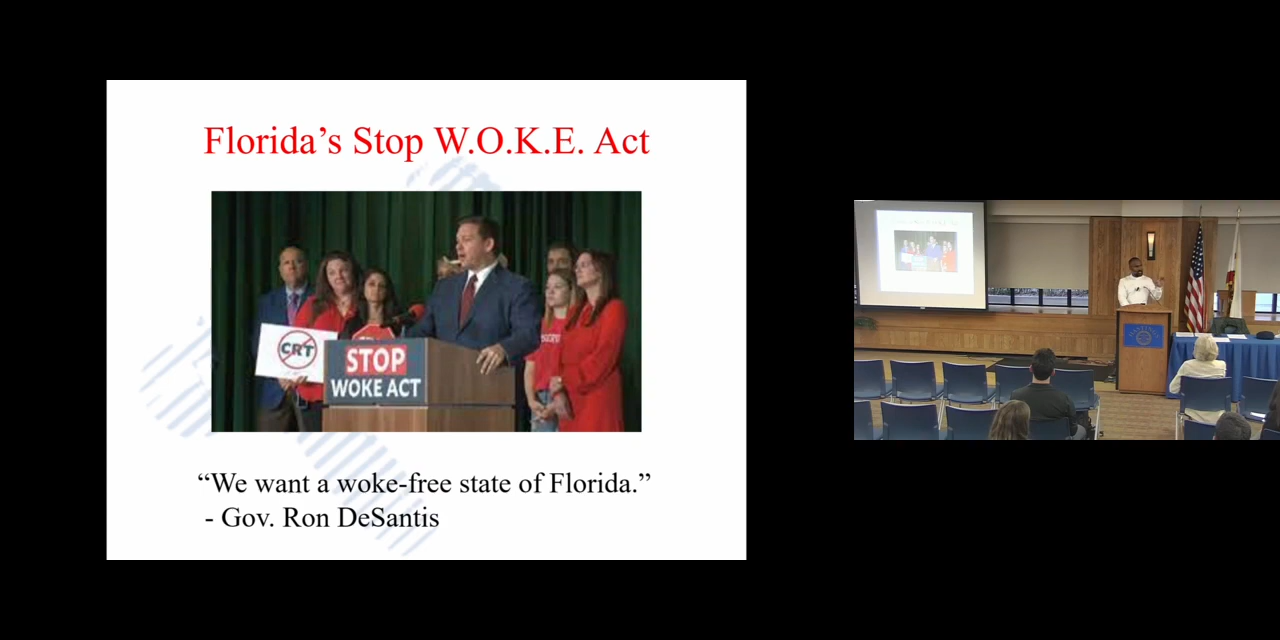 Florida’s Stop W.O.K.E. Act
CRT
STOP
WOKE ACT
“We want a woke-free state of Florida.”
- Gov. Ron DeSantis